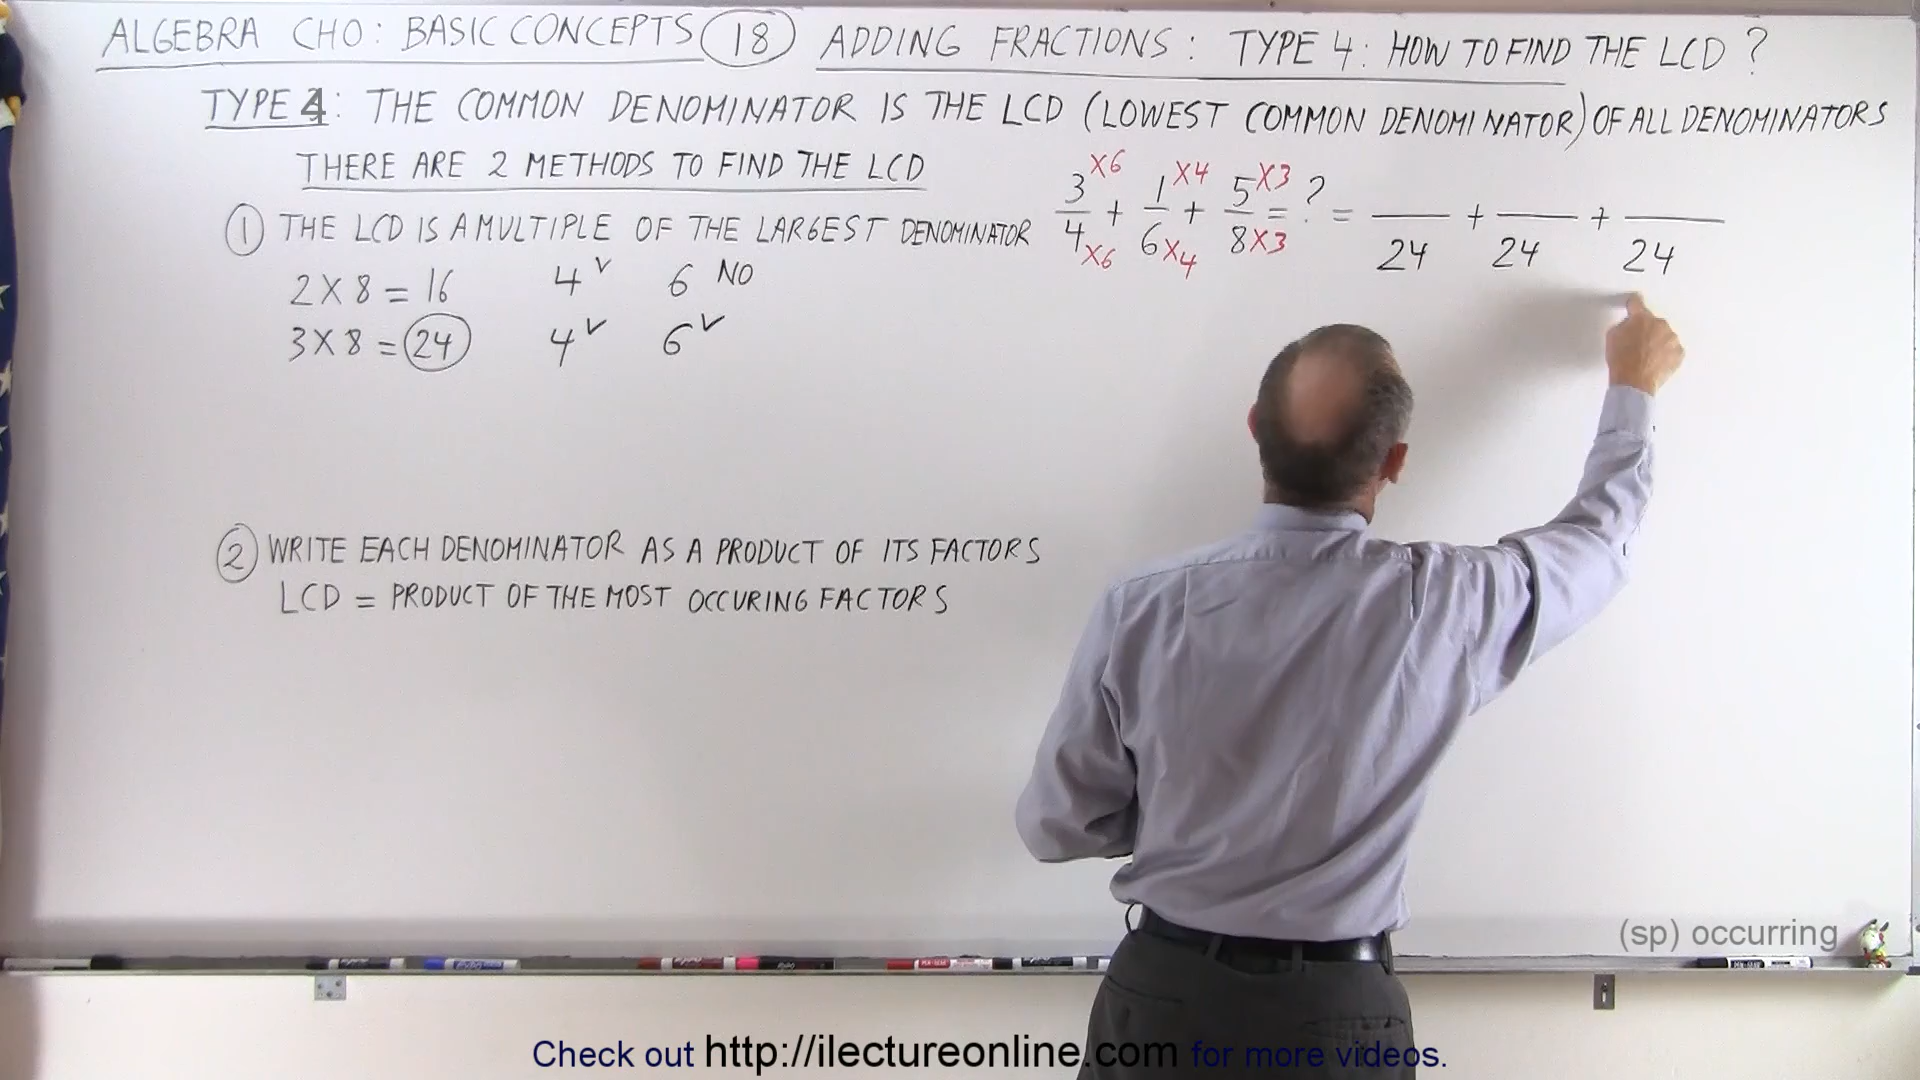 ALGEBRA CHO: BASIC CONCEPTS 18 ADDING FRACTIONS: TYPE 4: HOW TO FIND THE LCD?
TYPE 4: THE COMMON DENOMINATOR IS THE LCD (LOWEST COMMON DENOMINATOR) OF ALL DENOMINATORS
THERE ARE 2 METHODS TO FIND THE LCD
① THE LCD IS A MULTIPLE OF THE LARGEST DENOMINATOR
3 x6 / 4 x6 + 1 x4 / 6 x4 + 5 x3 / 8 x3 = ? = __ / 24 + __ / 24 + __ / 24
2 X 8 = 16 4 ✓ 6 NO
3 X 8 = 24 4 ✓ 6 ✓
② WRITE EACH DENOMINATOR AS A PRODUCT OF ITS FACTORS
LCD = PRODUCT OF THE MOST OCCURING FACTORS
(sp) occurring
Check out http://ilectureonline.com for more videos.